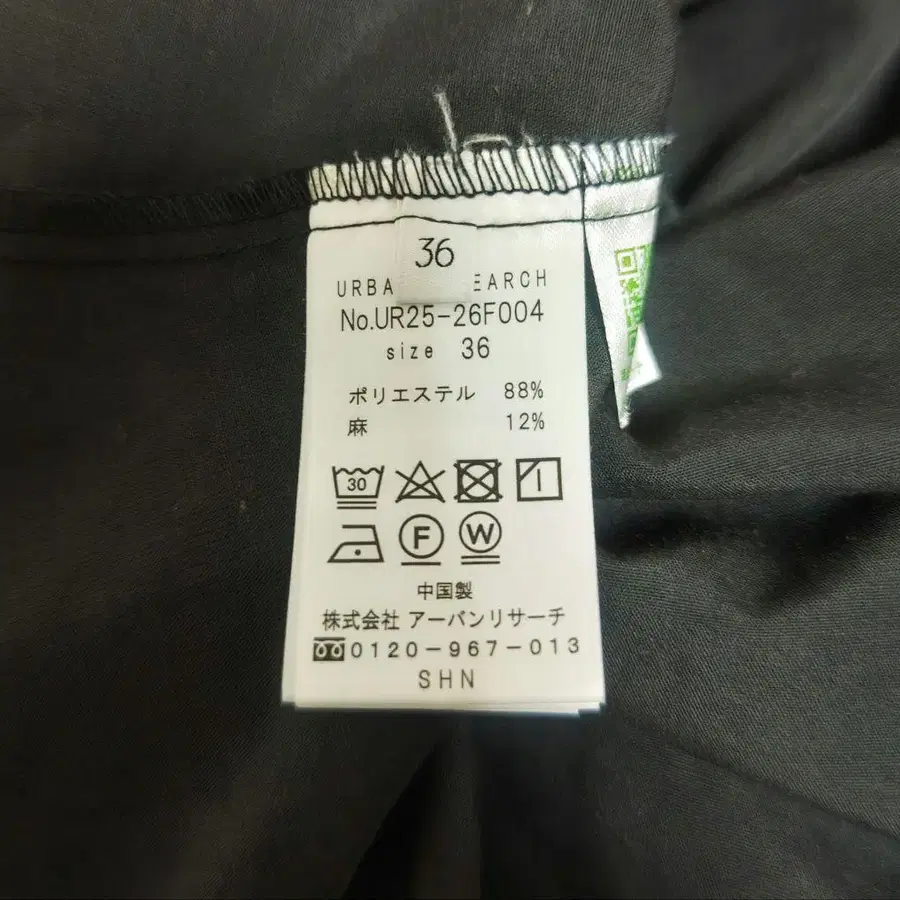 36
URBA EARCH
No.UR25-26F004
size 36
ポリエステル 88%
麻 12%
30
F W
中国製
株式会社 アーバンリサーチ
0120-967-013
SHN